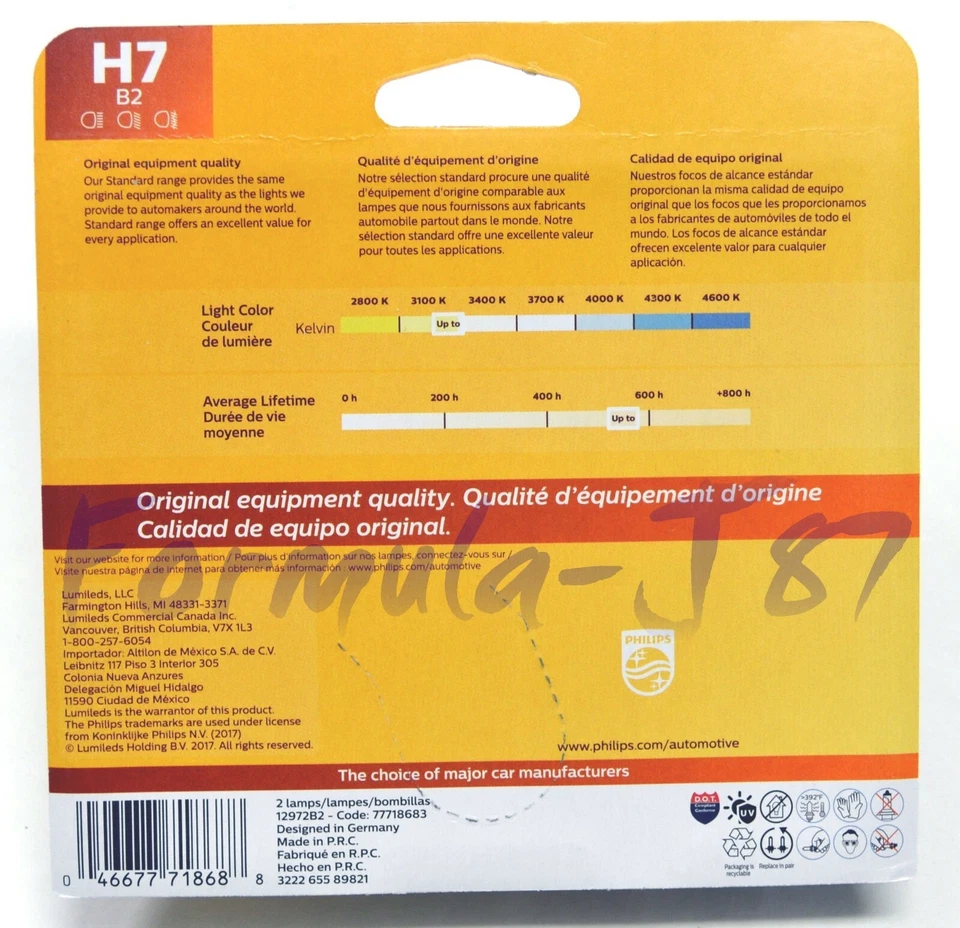 H7
B2
Original equipment quality
Our Standard range provides the same
original equipment quality as the lights we
provide to automakers around the world.
Standard range offers an excellent value for
every application.
Qualité d'équipement d'origine
Notre sélection standard procure une qualité
d'équipement d'origine comparable aux
lampes que nous fournissons aux fabricants
automobile partout dans le monde. Notre
sélection standard offre une excellente valeur
pour toutes les applications.
Calidad de equipo original
Nuestros focos de alcance estándar
proporcionan la misma calidad de equipo
original que los focos que les proporcionamos
a los fabricantes de automóviles de todo el
mundo. Los focos de alcance estándar
ofrecen excelente valor para cualquier
aplicación.
Light Color
Couleur
de lumière
Kelvin
2800 K 3100 K 3400 K 3700 K 4000 K 4300 K 4600 K
Up to
Average Lifetime
Durée de vie
moyenne
0 h 200 h 400 h 600 h +800 h
Up to
Original equipment quality. Qualité d'équipement d'origine
Calidad de equipo original.
Formula-J87
Visit our website for more information / Pour plus d'information sur nos lampes, connectez-vous sur /
Visite nuestra página de internet para obtener más información : www.philips.com/automotive
Lumileds, LLC
Farmington Hills, MI 48331-3371
Lumileds Commercial Canada Inc.
Vancouver, British Columbia, V7X 1L3
1-800-257-6054
Importador: Altilon de México S.A. de C.V.
Leibnitz 117 Piso 3 Interior 305
Colonia Nueva Anzures
Delegación Miguel Hidalgo
11590 Ciudad de México
Lumileds is the warrantor of this product.
The Philips trademarks are used under license
from Koninklijke Philips N.V. (2017)
© Lumileds Holding B.V. 2017. All rights reserved.
PHILIPS
www.philips.com/automotive
The choice of major car manufacturers
0 46677 71868 8
2 lamps/lampes/bombillas
12972B2 - Code: 77718683
Designed in Germany
Made in P.R.C.
Fabriqué en R.P.C.
Hecho en P.R.C.
3222 655 89821
D.O.T.
Compliant
Conforme
UV
>392°F
Packaging is
recyclable
Replace in pair